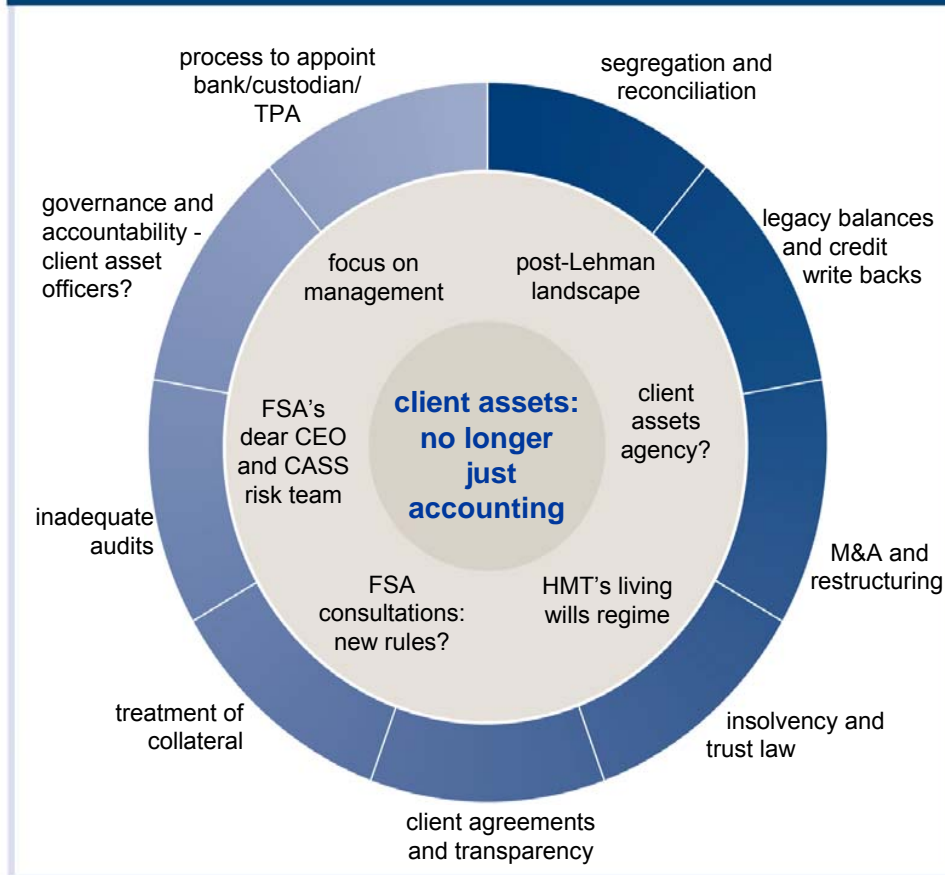 process to appoint
bank/custodian/
TPA
segregation and
reconciliation
governance and
accountability -
client asset
officers?
legacy balances
and credit
write backs
focus on
management
post-Lehman
landscape
FSA's
dear CEO
and CASS
risk team
client assets:
no longer
just
accounting
client
assets
agency?
inadequate
audits
M&A and
restructuring
FSA
consultations:
new rules?
HMT's living
wills regime
treatment of
collateral
insolvency and
trust law
client agreements
and transparency